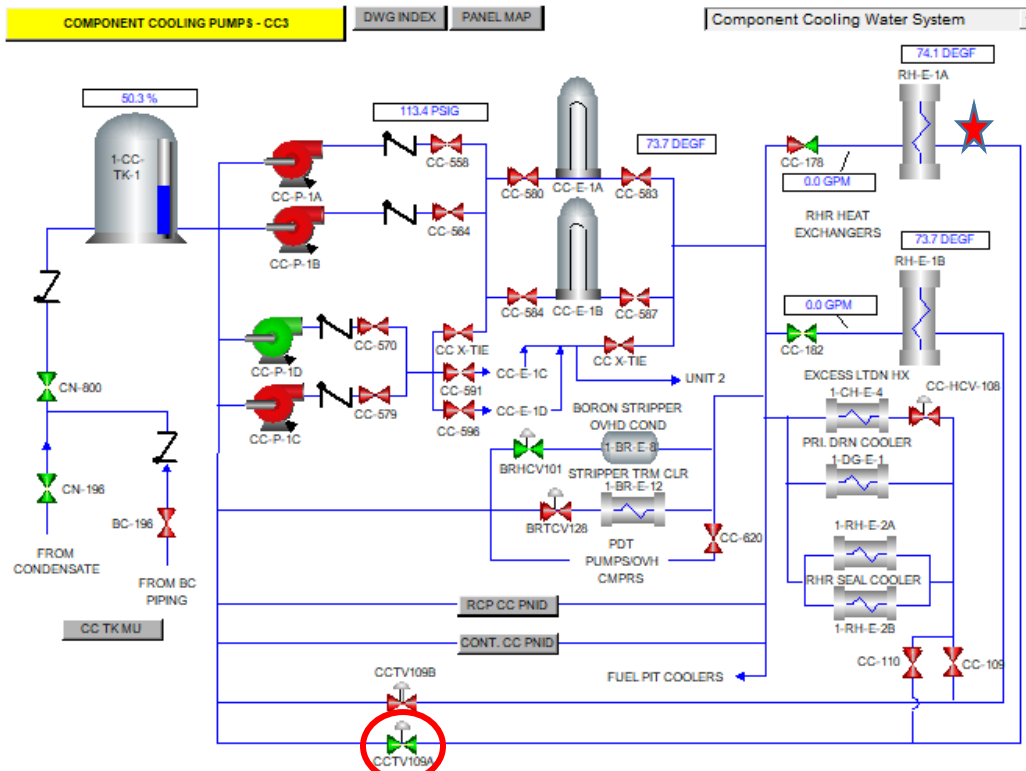 COMPONENT COOLING PUMPS - CC3
DWG INDEX
PANEL MAP
Component Cooling Water System
50.3 %
1-CC-
TK-1
113.4 PSIG
CC-558
CC-P-1A
CC-564
CC-P-1B
CC-570
CC-P-1D
CC-579
CC-P-1C
CC-E-1A
CC-580
CC-583
73.7 DEGF
CC-E-1B
CC-584
CC-587
CC X-TIE
CC X-TIE
CC-591
CC-E-1C
CC-596
CC-E-1D
UNIT 2
74.1 DEGF
RH-E-1A
CC-178
0.0 GPM
RHR HEAT
EXCHANGERS
73.7 DEGF
RH-E-1B
0.0 GPM
CC-182
EXCESS LTDN HX
1-CH-E-4
CC-HCV-108
PRI. DRN COOLER
1-DG-E-1
1-RH-E-2A
RHR SEAL COOLER
1-RH-E-2B
CC-110
CC-109
BORON STRIPPER
OVHD COND
1-BR-E-8
BRHCV101
STRIPPER TRM CLR
1-BR-E-12
BRTCV128
CC-620
PDT
PUMPS/OVH
CMPRS
CN-800
CN-196
BC-196
FROM
CONDENSATE
FROM BC
PIPING
CC TK MU
RCP CC PNID
CONT. CC PNID
FUEL PIT COOLERS
CCTV109B
CCTV109A